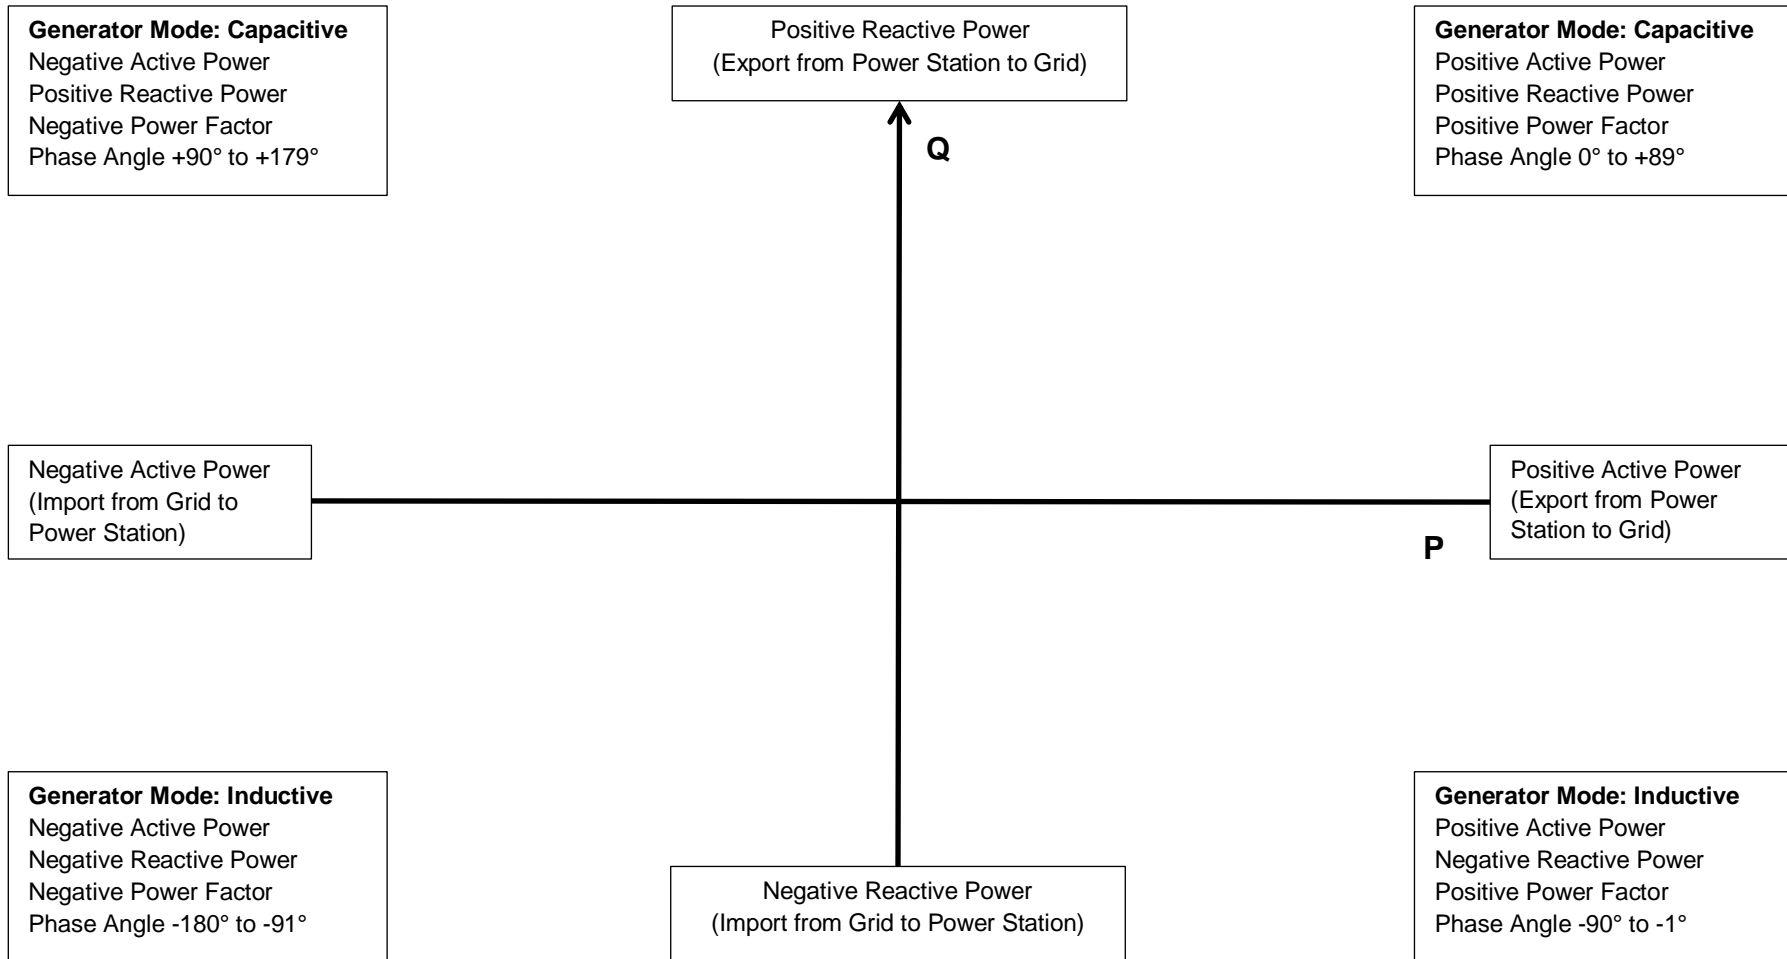 Generator Mode: Capacitive
Negative Active Power
Positive Reactive Power
Negative Power Factor
Phase Angle +90° to +179°
Positive Reactive Power
(Export from Power Station to Grid)
Generator Mode: Capacitive
Positive Active Power
Positive Reactive Power
Positive Power Factor
Phase Angle 0° to +89°
Q
Negative Active Power
(Import from Grid to
Power Station)
Positive Active Power
(Export from Power
Station to Grid)
P
Generator Mode: Inductive
Negative Active Power
Negative Reactive Power
Negative Power Factor
Phase Angle -180° to -91°
Negative Reactive Power
(Import from Grid to Power Station)
Generator Mode: Inductive
Positive Active Power
Negative Reactive Power
Positive Power Factor
Phase Angle -90° to -1°